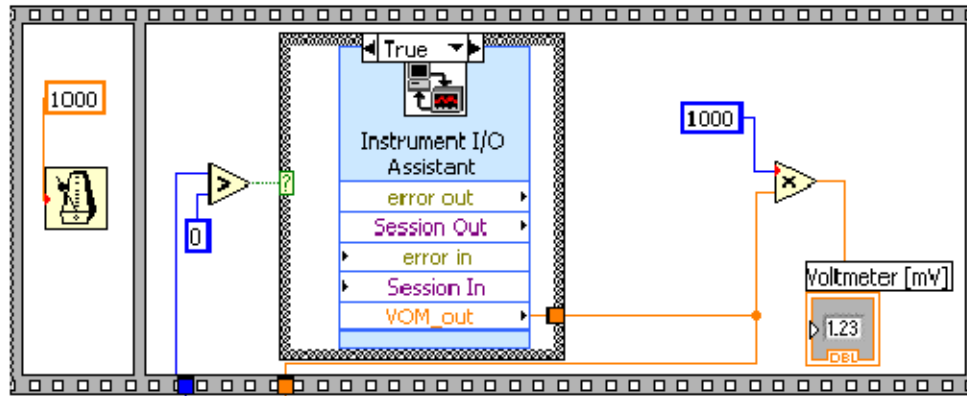 True
1000
Instrument I/O
Assistant
1000
error out
>
?
×
Session Out
0
error in
Session In
Voltmeter [mV]
VOM_out
1.23
DBL